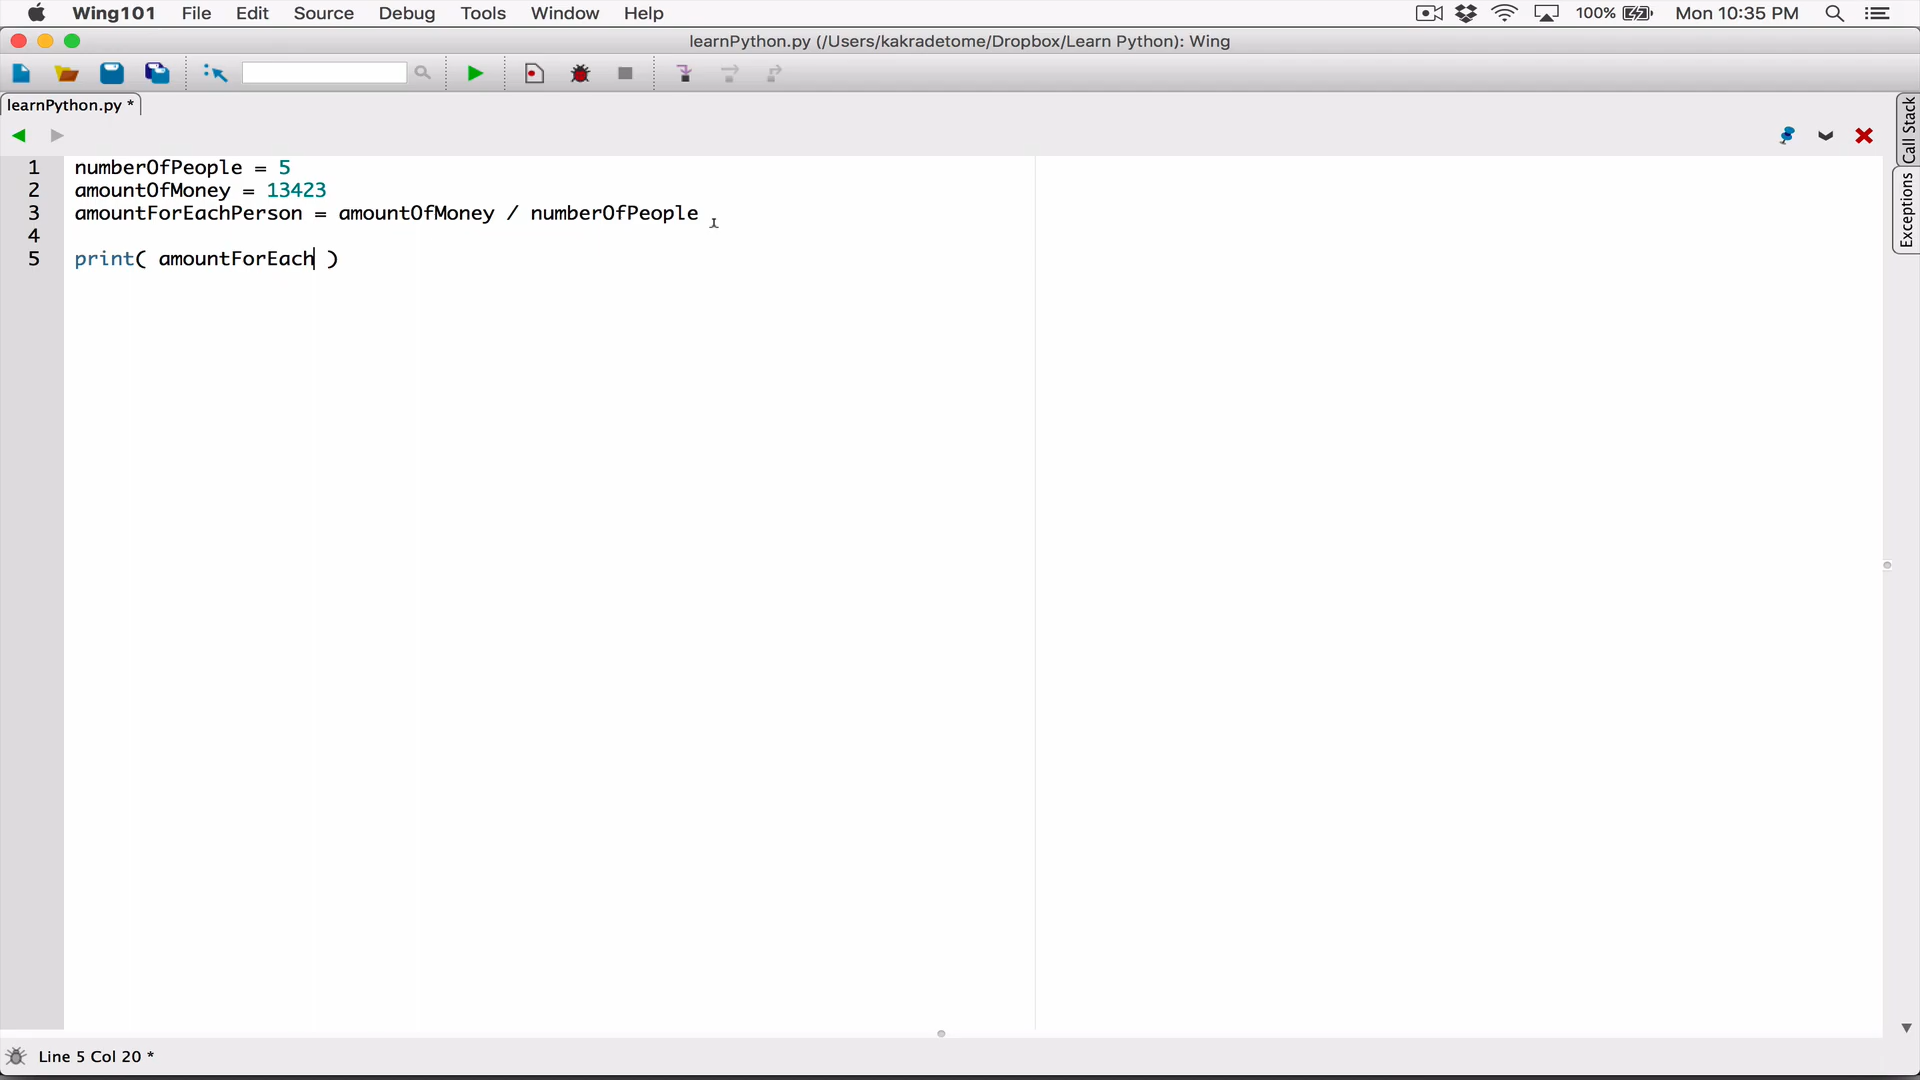 Wing101 File Edit Source Debug Tools Window Help 100% Mon 10:35 PM
learnPython.py (/Users/kakradetome/Dropbox/Learn Python): Wing
learnPython.py *
1 numberOfPeople = 5
2 amountOfMoney = 13423
3 amountForEachPerson = amountOfMoney / numberOfPeople
4
5 print( amountForEach )
Call Stack
Exceptions
Line 5 Col 20 *